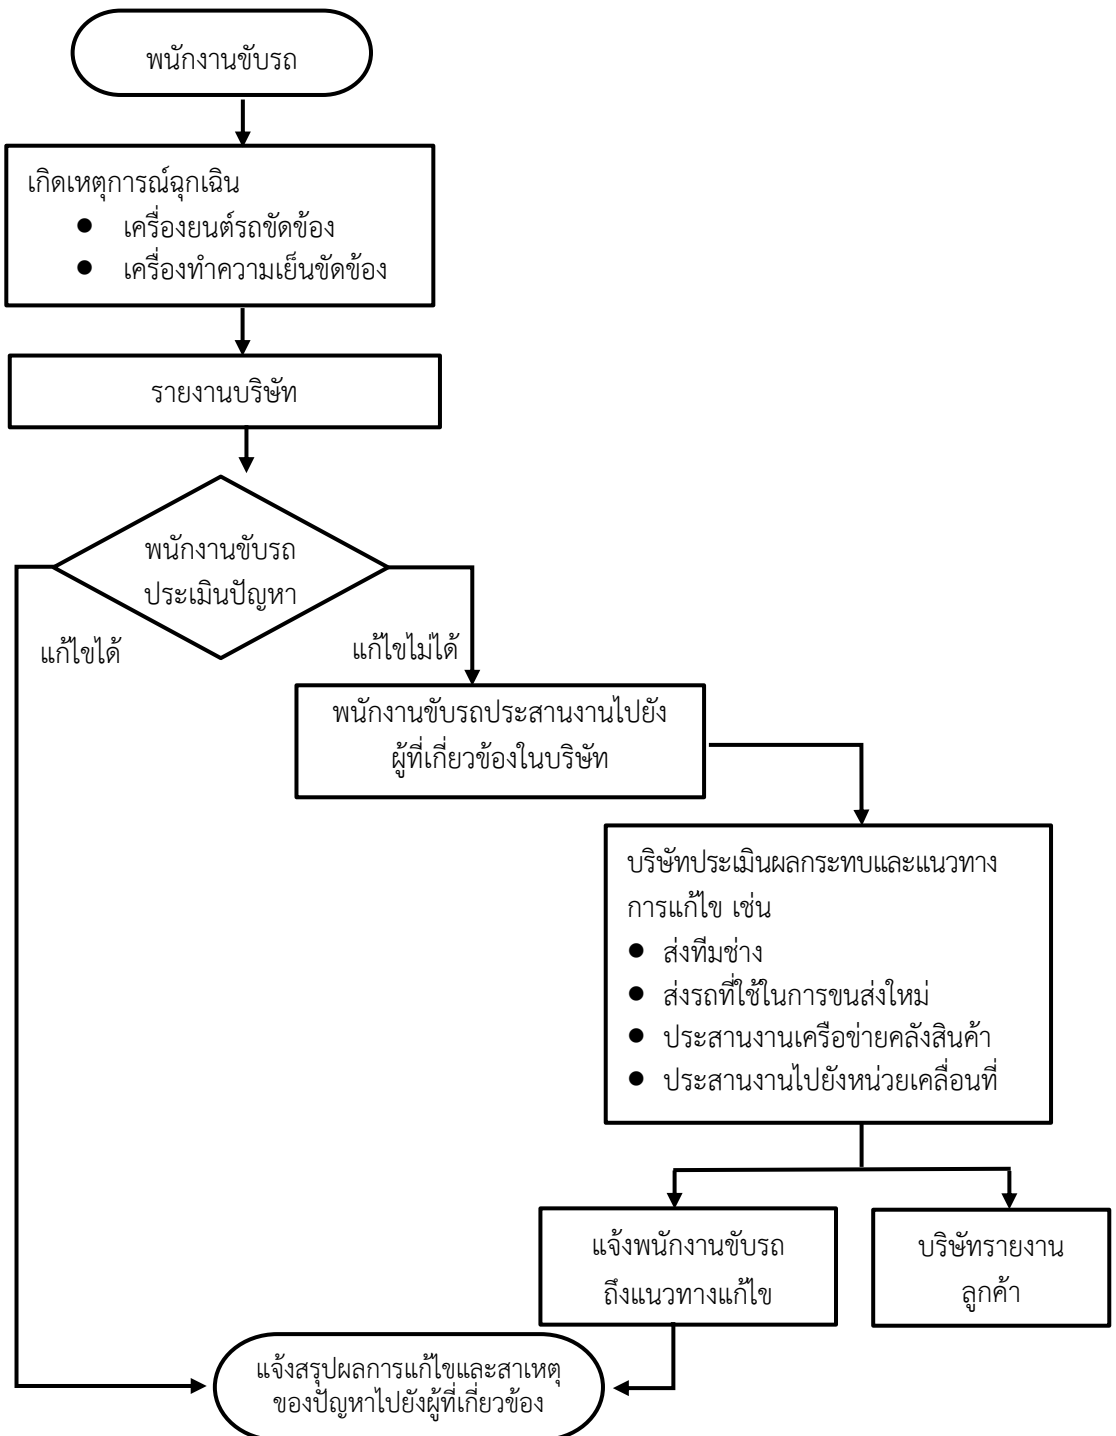 พนักงานขับรถ
เกิดเหตุการณ์ฉุกเฉิน
● เครื่องยนต์รถขัดข้อง
● เครื่องทำความเย็นขัดข้อง
รายงานบริษัท
พนักงานขับรถ
ประเมินปัญหา
แก้ไขได้
แก้ไขไม่ได้
พนักงานขับรถประสานงานไปยัง
ผู้ที่เกี่ยวข้องในบริษัท
บริษัทประเมินผลกระทบและแนวทาง
การแก้ไข เช่น
● ส่งทีมช่าง
● ส่งรถที่ใช้ในการขนส่งใหม่
● ประสานงานเครือข่ายคลังสินค้า
● ประสานงานไปยังหน่วยเคลื่อนที่
แจ้งพนักงานขับรถ
ถึงแนวทางแก้ไข
บริษัทรายงาน
ลูกค้า
แจ้งสรุปผลการแก้ไขและสาเหตุ
ของปัญหาไปยังผู้ที่เกี่ยวข้อง